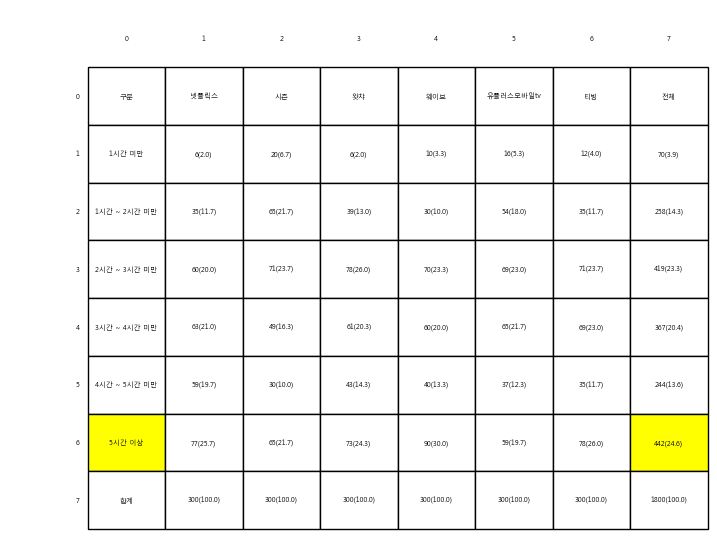 0 1 2 3 4 5 6 7
0 구분 넷플릭스 시즌 왓챠 웨이브 유플러스모바일tv 티빙 전체
1 1시간 미만 6(2.0) 20(6.7) 6(2.0) 10(3.3) 16(5.3) 12(4.0) 70(3.9)
2 1시간 ~ 2시간 미만 35(11.7) 65(21.7) 39(13.0) 30(10.0) 54(18.0) 35(11.7) 258(14.3)
3 2시간 ~ 3시간 미만 60(20.0) 71(23.7) 78(26.0) 70(23.3) 69(23.0) 71(23.7) 419(23.3)
4 3시간 ~ 4시간 미만 63(21.0) 49(16.3) 61(20.3) 60(20.0) 65(21.7) 69(23.0) 367(20.4)
5 4시간 ~ 5시간 미만 59(19.7) 30(10.0) 43(14.3) 40(13.3) 37(12.3) 35(11.7) 244(13.6)
6 5시간 이상 77(25.7) 65(21.7) 73(24.3) 90(30.0) 59(19.7) 78(26.0) 442(24.6)
7 합계 300(100.0) 300(100.0) 300(100.0) 300(100.0) 300(100.0) 300(100.0) 1800(100.0)